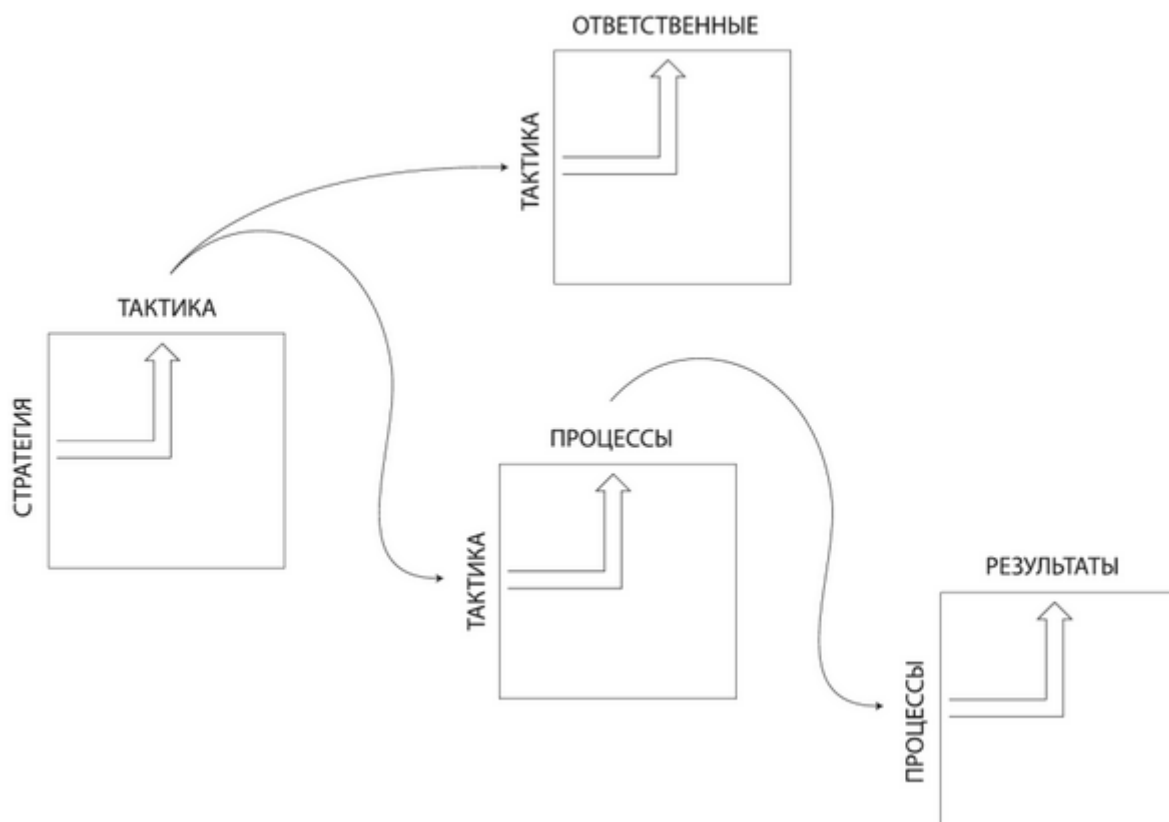 ОТВЕТСТВЕННЫЕ
ТАКТИКА
ТАКТИКА
СТРАТЕГИЯ
ПРОЦЕССЫ
ТАКТИКА
РЕЗУЛЬТАТЫ
ПРОЦЕССЫ